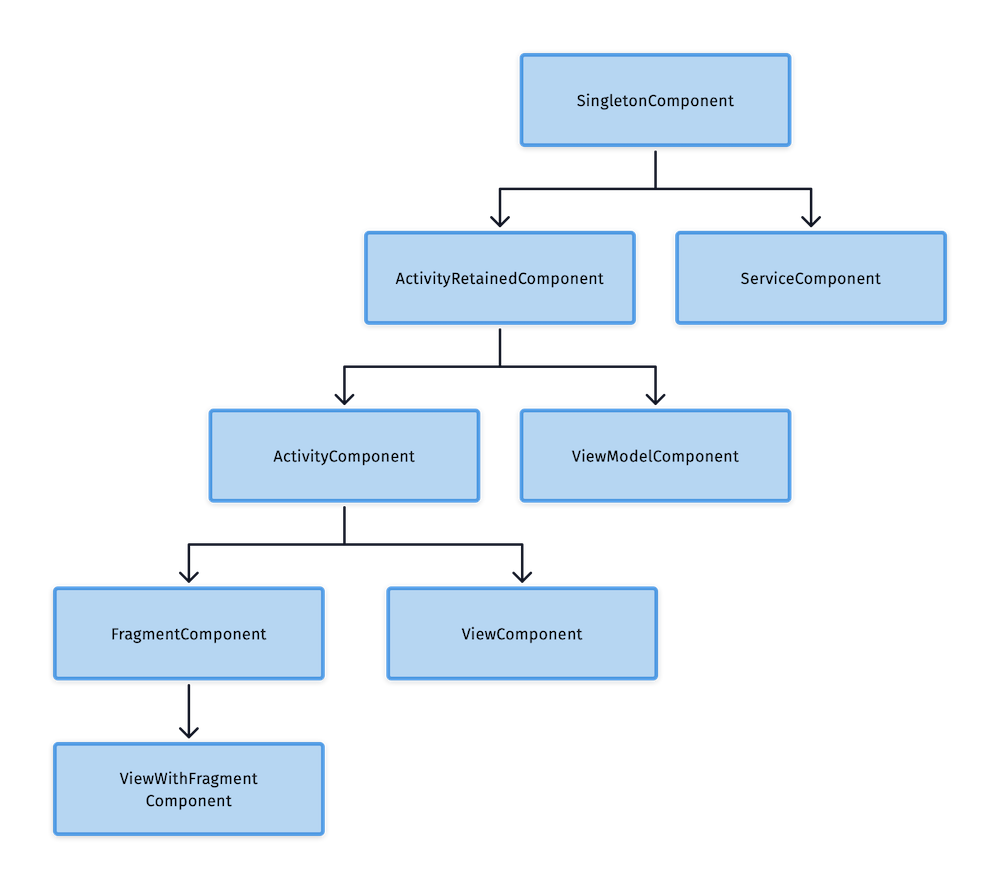 SingletonComponent
ActivityRetainedComponent
ServiceComponent
ActivityComponent
ViewModelComponent
FragmentComponent
ViewComponent
ViewWithFragment
Component